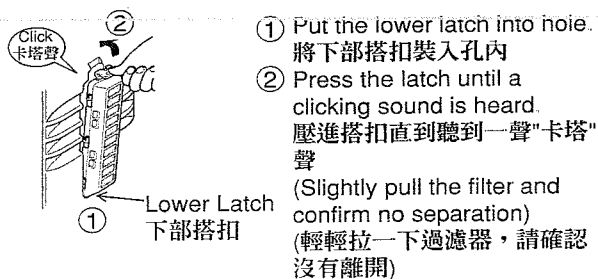 ②
Click
卡塔聲
Lower Latch
下部搭扣
①
① Put the lower latch into hole.
將下部搭扣裝入孔內
② Press the latch until a
clicking sound is heard.
壓進搭扣直到聽到一聲"卡塔"
聲
(Slightly pull the filter and
confirm no separation)
(輕輕拉一下過濾器，請確認
沒有離開)